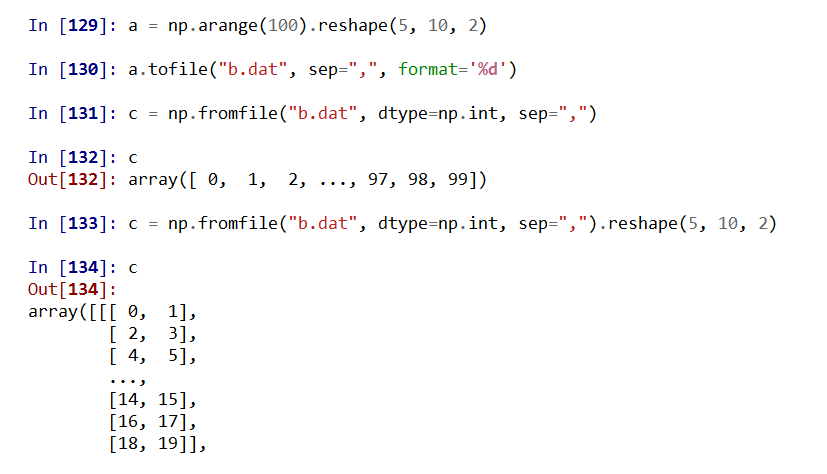 In [129]: a = np.arange(100).reshape(5, 10, 2)
In [130]: a.tofile("b.dat", sep=",", format='%d')
In [131]: c = np.fromfile("b.dat", dtype=np.int, sep=",")
In [132]: c
Out[132]: array([ 0,  1,  2, ..., 97, 98, 99])
In [133]: c = np.fromfile("b.dat", dtype=np.int, sep=",").reshape(5, 10, 2)
In [134]: c
Out[134]:
array([[[ 0,  1],
        [ 2,  3],
        [ 4,  5],
        ...,
        [14, 15],
        [16, 17],
        [18, 19]],